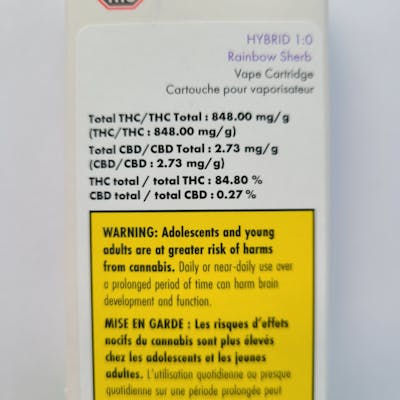 THC
HYBRID 1:0
Rainbow Sherb
Vape Cartridge
Cartouche pour vaporisateur
Total THC/THC Total : 848.00 mg/g
(THC/THC : 848.00 mg/g)
Total CBD/CBD Total : 2.73 mg/g
(CBD/CBD : 2.73 mg/g)
THC total / total THC : 84.80 %
CBD total / total CBD : 0.27 %
WARNING: Adolescents and young
adults are at greater risk of harms
from cannabis. Daily or near-daily use over
a prolonged period of time can harm brain
development and function.
MISE EN GARDE : Les risques d'effets
nocifs du cannabis sont plus élevés
chez les adolescents et les jeunes
adultes. L'utilisation quotidienne ou presque
quotidienne sur une période prolongée peut